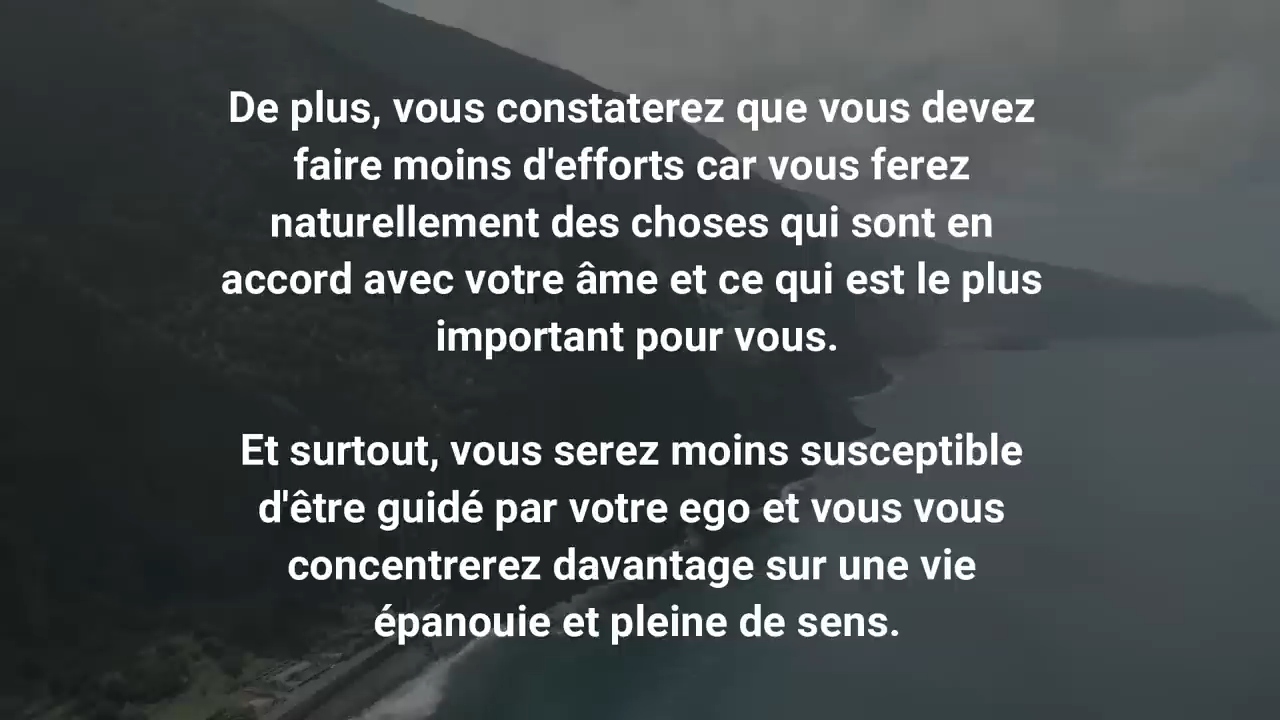 De plus, vous constaterez que vous devez
faire moins d'efforts car vous ferez
naturellement des choses qui sont en
accord avec votre âme et ce qui est le plus
important pour vous.
Et surtout, vous serez moins susceptible
d'être guidé par votre ego et vous vous
concentrerez davantage sur une vie
épanouie et pleine de sens.